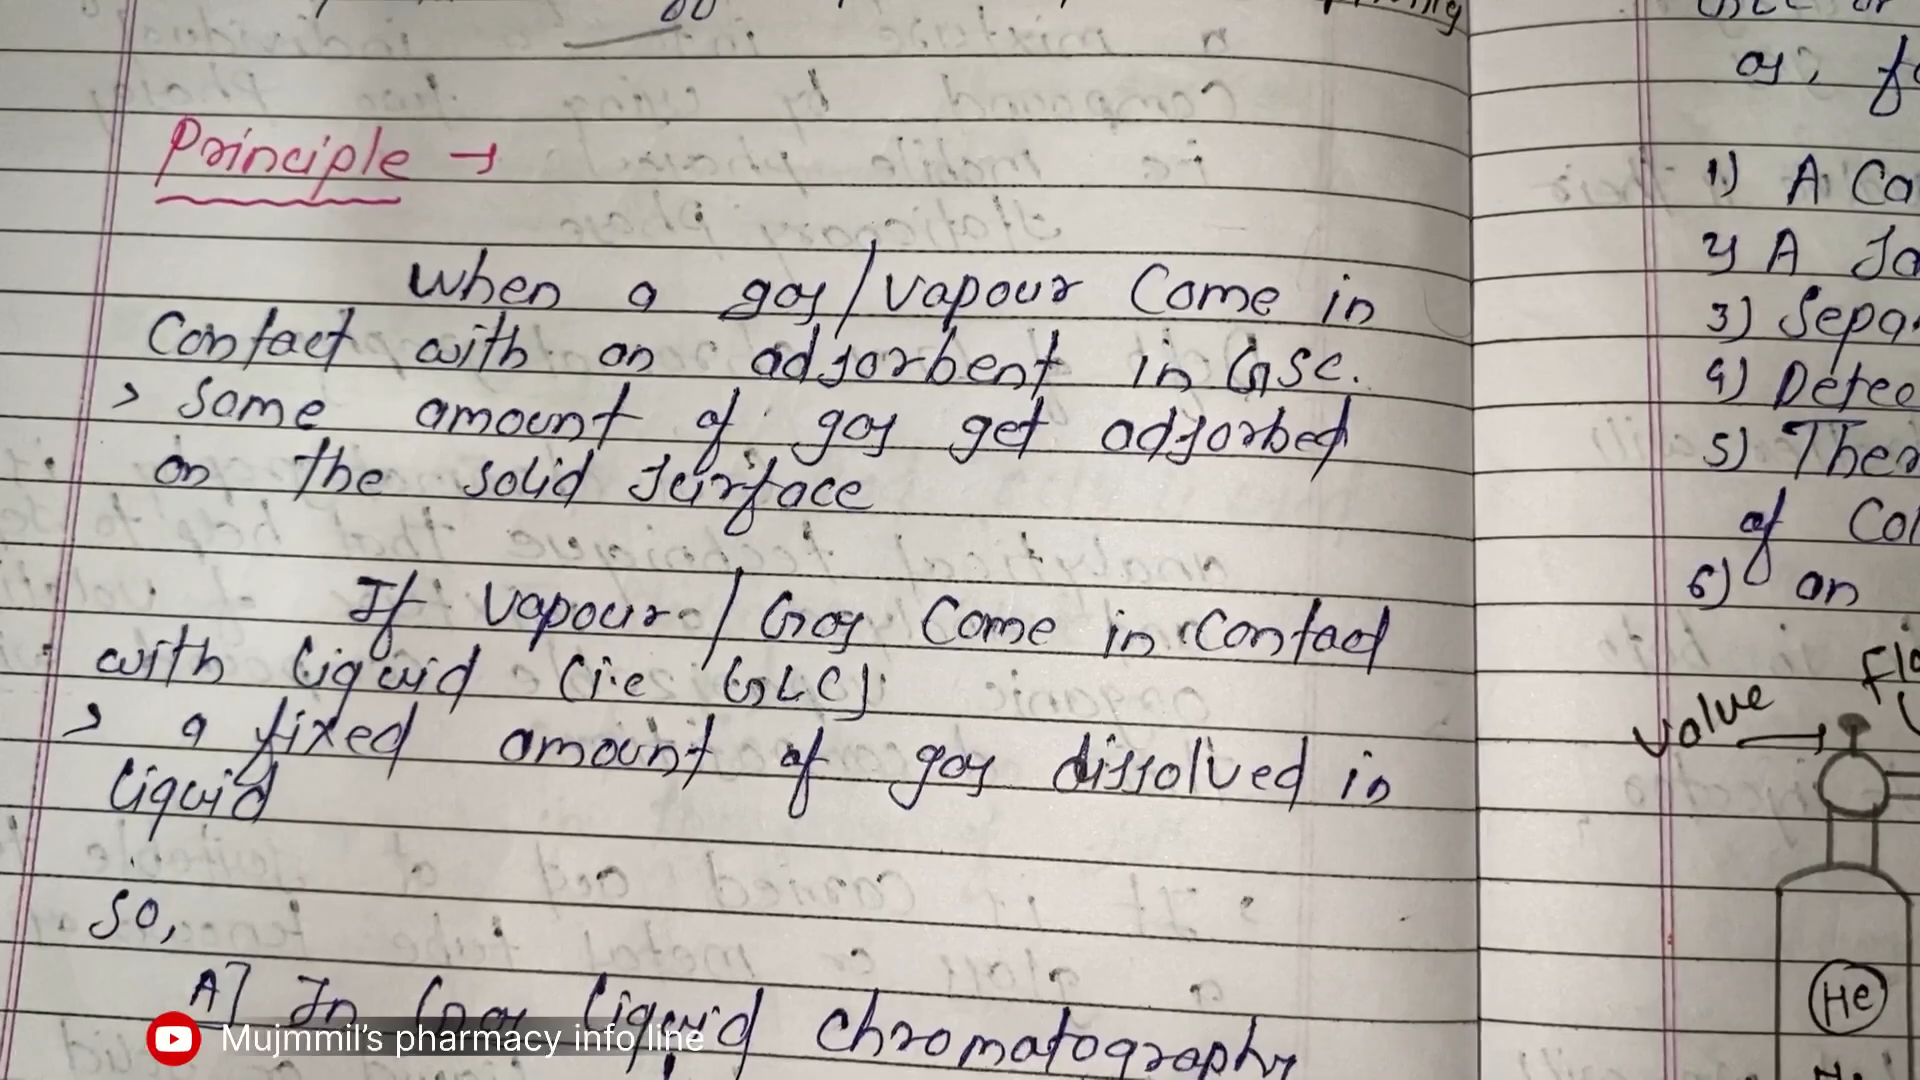 Principle →
When a gas/vapour Come in
Contact with an adsorbent in GSC.
> Some amount of gas get adsorbed
on the solid surface
If vapour/Gas Come in Contact
with liquid (i.e GLC)
> a fixed amount of gas dissolved in
liquid
So,
A] In Gas liquid chromatography
Mujmmil's pharmacy info line
1.) A Ca
2) A Sa
3) Sepa
4) Detec
5) Ther
of Col
6) on
Value →
Flo
He